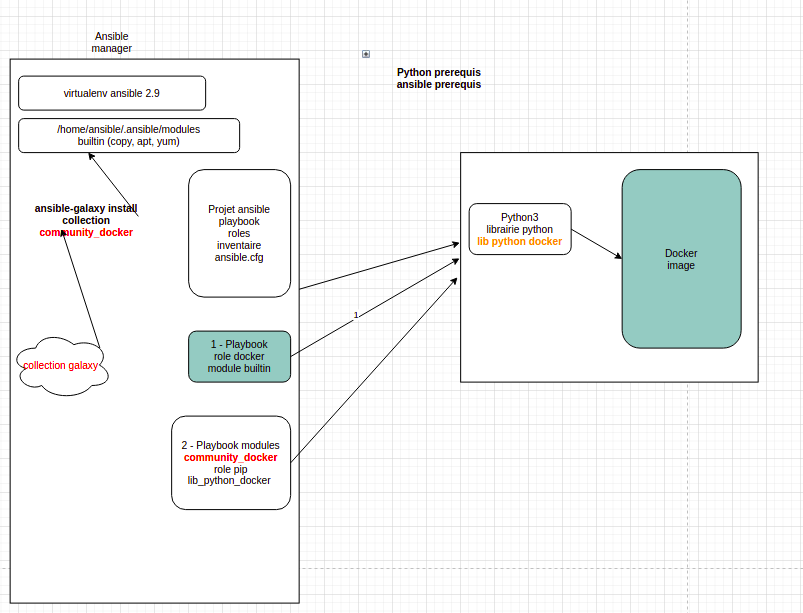 Ansible
manager
Python prerequis
ansible prerequis
virtualenv ansible 2.9
/home/ansible/.ansible/modules
builtin (copy, apt, yum)
ansible-galaxy install
collection
community_docker
Projet ansible
playbook
roles
inventaire
ansible.cfg
Python3
librairie python
lib python docker
Docker
image
1
1 - Playbook
role docker
module builtin
collection galaxy
2 - Playbook modules
community_docker
role pip
lib_python_docker